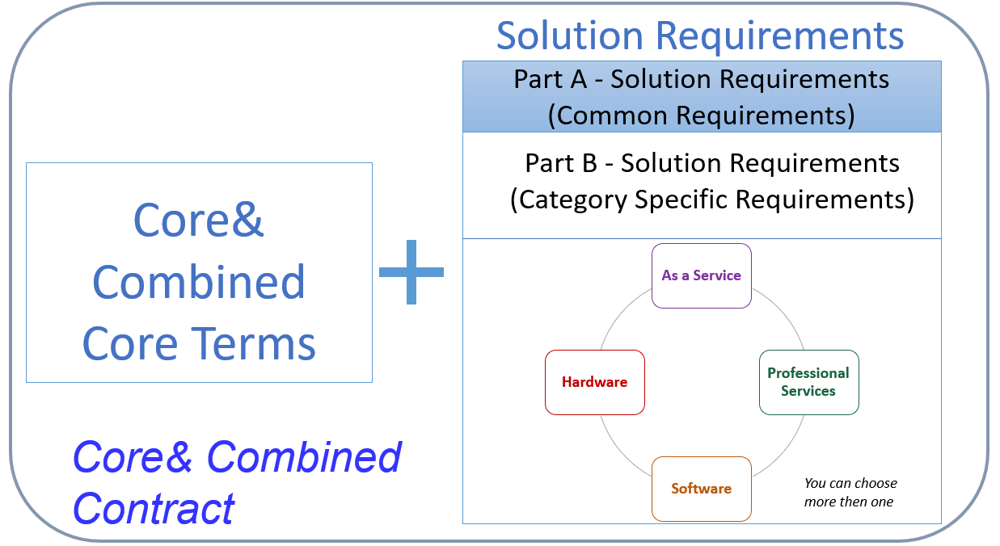 Solution Requirements
Part A - Solution Requirements
(Common Requirements)
Part B - Solution Requirements
(Category Specific Requirements)
Core&
Combined
Core Terms
As a Service
Hardware
Professional
Services
Software
You can choose
more then one
Core& Combined
Contract